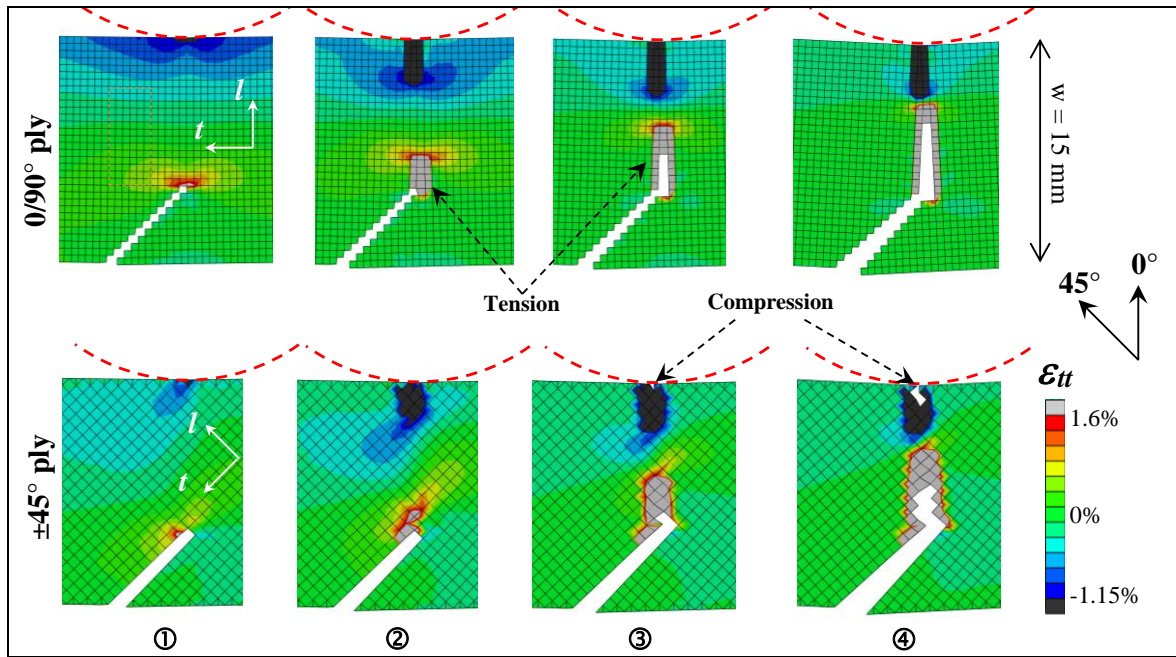 0/90° ply
l
t
w = 15 mm
Tension
Compression
45°
0°
±45° ply
l
t
εtt
1.6%
0%
-1.15%
① ② ③ ④